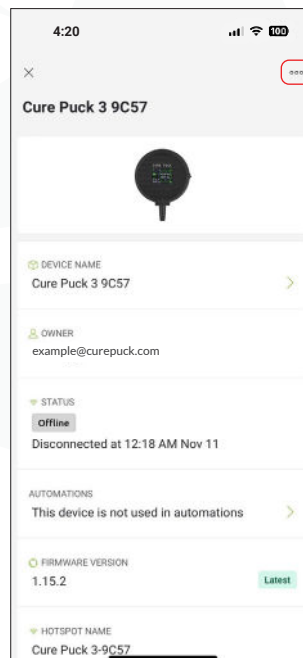 4:20
100
Cure Puck 3 9C57
DEVICE NAME
Cure Puck 3 9C57
OWNER
example@curepuck.com
STATUS
Offline
Disconnected at 12:18 AM Nov 11
AUTOMATIONS
This device is not used in automations
FIRMWARE VERSION
1.15.2
Latest
HOTSPOT NAME
Cure Puck 3-9C57